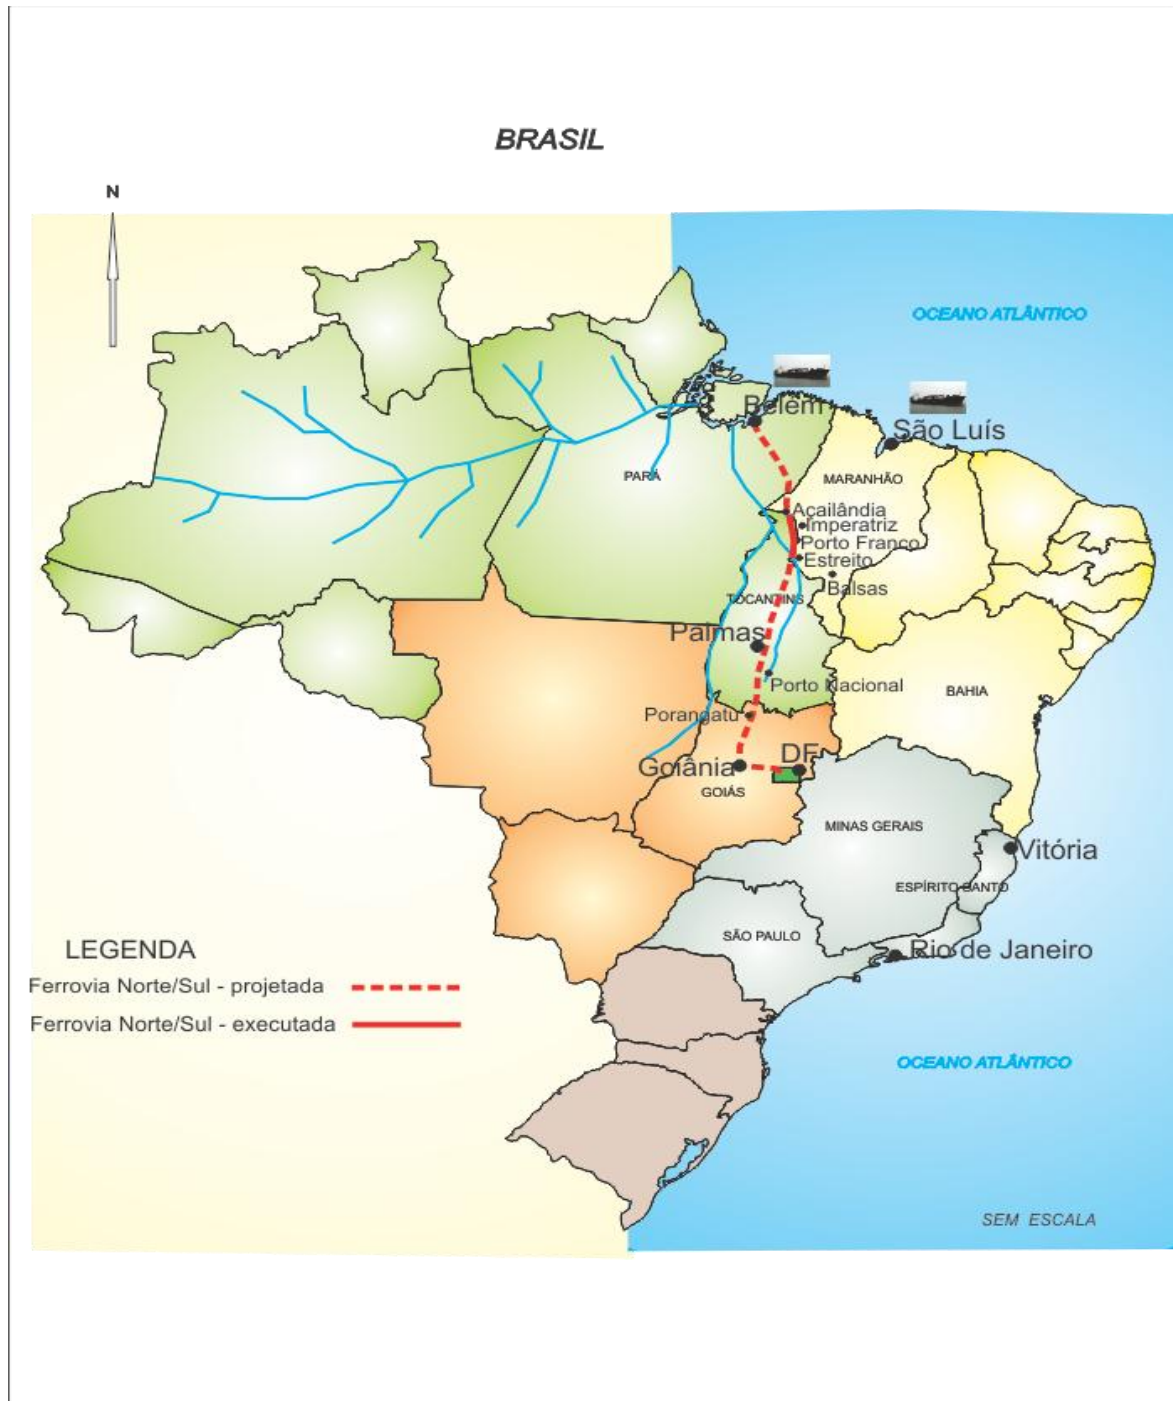 BRASIL
N
OCEANO ATLÂNTICO
Belém
São Luís
PARÁ
MARANHÃO
Açailândia
Imperatriz
Porto Franco
Estreito
Balsas
TOCANTINS
Palmas
Porto Nacional
BAHIA
Porangatu
DF
Goiânia
GOIÁS
MINAS GERAIS
Vitória
ESPÍRITO SANTO
SÃO PAULO
Rio de Janeiro
LEGENDA
Ferrovia Norte/Sul - projetada
Ferrovia Norte/Sul - executada
OCEANO ATLÂNTICO
SEM ESCALA